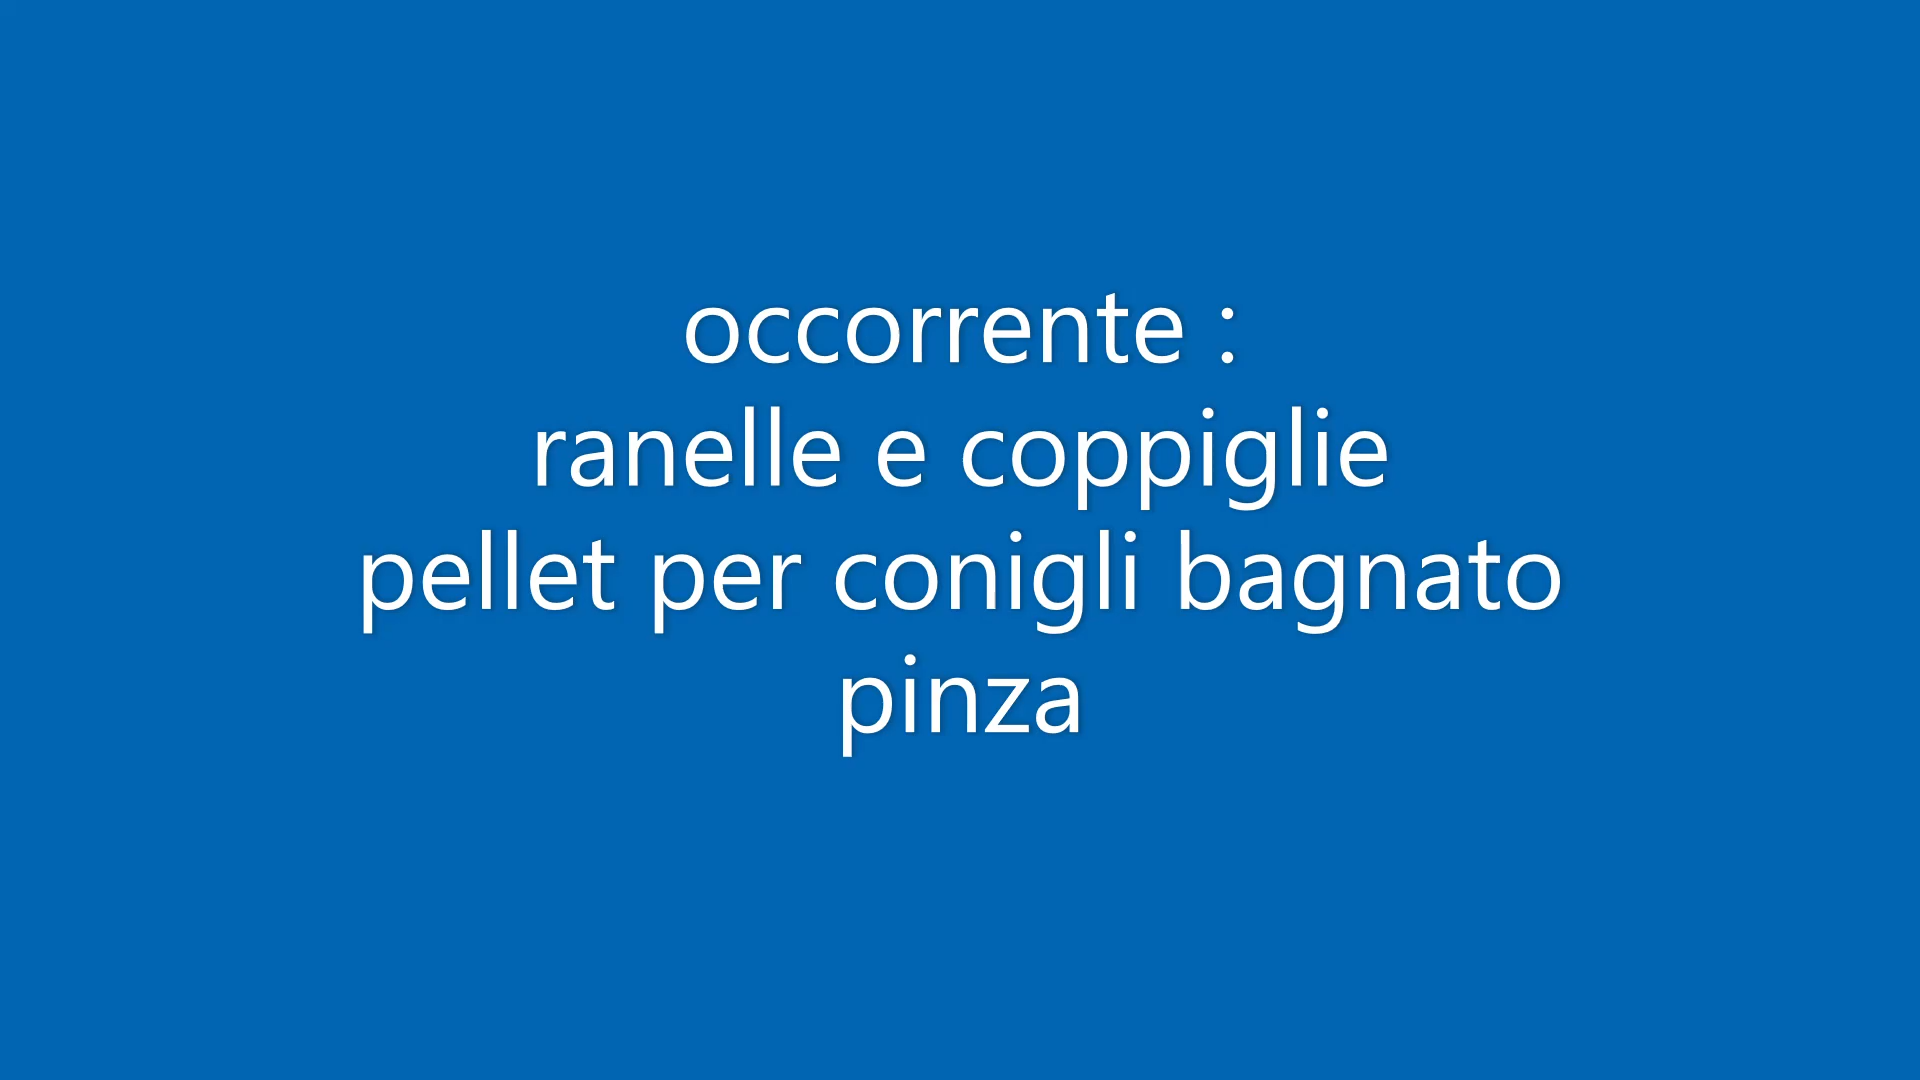 occorrente :
ranelle e coppiglie
pellet per conigli bagnato
pinza